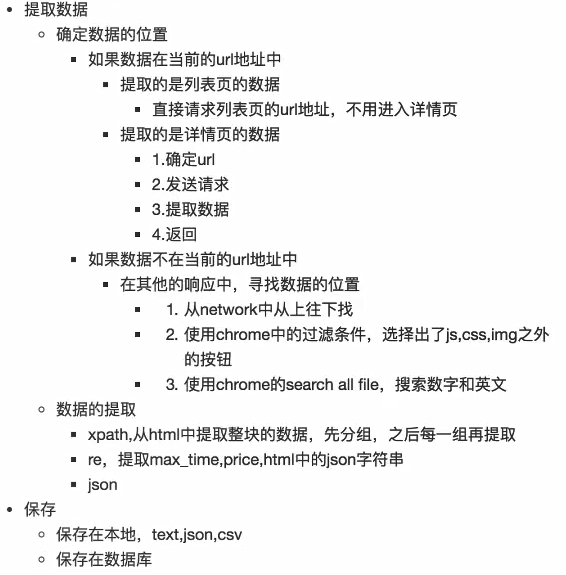 提取数据
确定数据的位置
如果数据在当前的url地址中
提取的是列表页的数据
直接请求列表页的url地址，不用进入详情页
提取的是详情页的数据
1.确定url
2.发送请求
3.提取数据
4.返回
如果数据不在当前的url地址中
在其他的响应中，寻找数据的位置
1. 从network中从上往下找
2. 使用chrome中的过滤条件，选择出了js,css,img之外
的按钮
3. 使用chrome的search all file，搜索数字和英文
数据的提取
xpath,从html中提取整块的数据，先分组，之后每一组再提取
re，提取max_time,price,html中的json字符串
json
保存
保存在本地，text,json,csv
保存在数据库